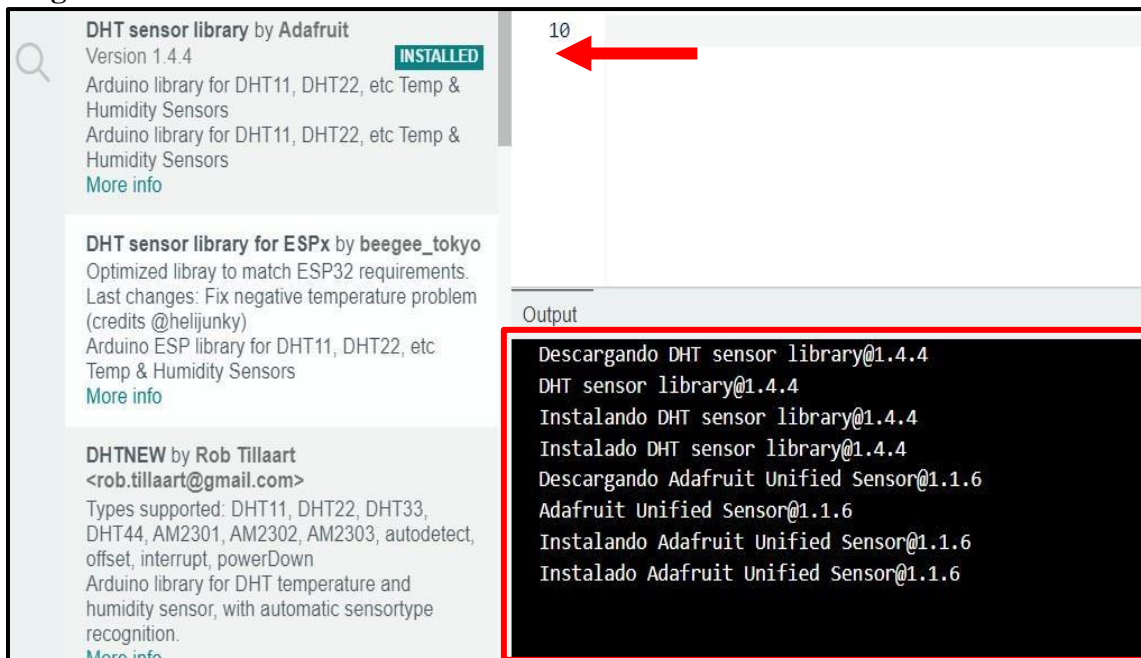 DHT sensor library by Adafruit
Version 1.4.4
INSTALLED
Arduino library for DHT11, DHT22, etc Temp &
Humidity Sensors
Arduino library for DHT11, DHT22, etc Temp &
Humidity Sensors
More info
DHT sensor library for ESPx by beegee_tokyo
Optimized libray to match ESP32 requirements.
Last changes: Fix negative temperature problem
(credits @helijunky)
Arduino ESP library for DHT11, DHT22, etc
Temp & Humidity Sensors
More info
DHTNEW by Rob Tillaart
<rob.tillaart@gmail.com>
Types supported: DHT11, DHT22, DHT33,
DHT44, AM2301, AM2302, AM2303, autodetect,
offset, interrupt, powerDown
Arduino library for DHT temperature and
humidity sensor, with automatic sensortype
recognition.
More info
10
Output
Descargando DHT sensor library@1.4.4
DHT sensor library@1.4.4
Instalando DHT sensor library@1.4.4
Instalado DHT sensor library@1.4.4
Descargando Adafruit Unified Sensor@1.1.6
Adafruit Unified Sensor@1.1.6
Instalando Adafruit Unified Sensor@1.1.6
Instalado Adafruit Unified Sensor@1.1.6